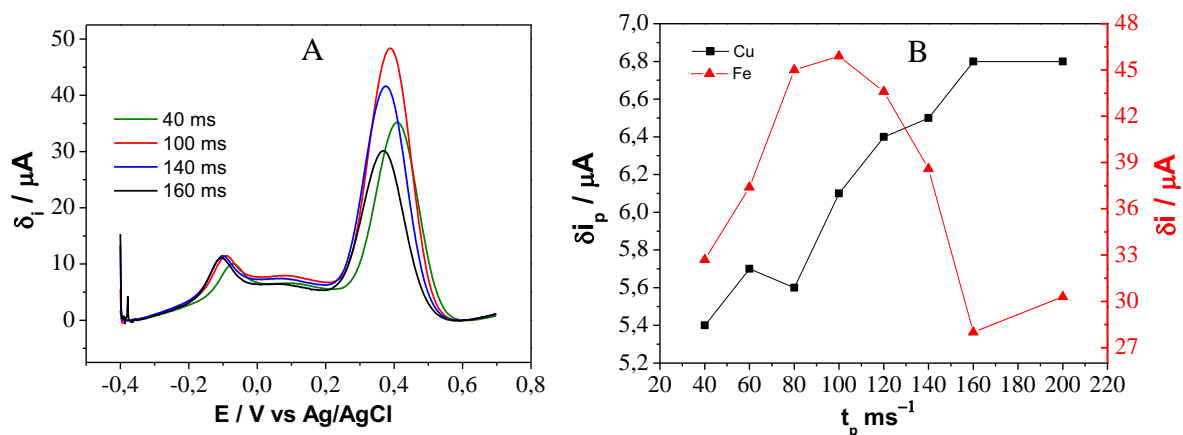 A
50
40
30
20
10
0
δi / μA
40 ms
100 ms
140 ms
160 ms
-0,4 -0,2 0,0 0,2 0,4 0,6 0,8
E / V vs Ag/AgCl
B
7,0
6,8
6,6
6,4
6,2
6,0
5,8
5,6
5,4
5,2
δip / μA
Cu
Fe
48
45
42
39
36
33
30
27
δi / μA
20 40 60 80 100 120 140 160 180 200 220
tp ms−1